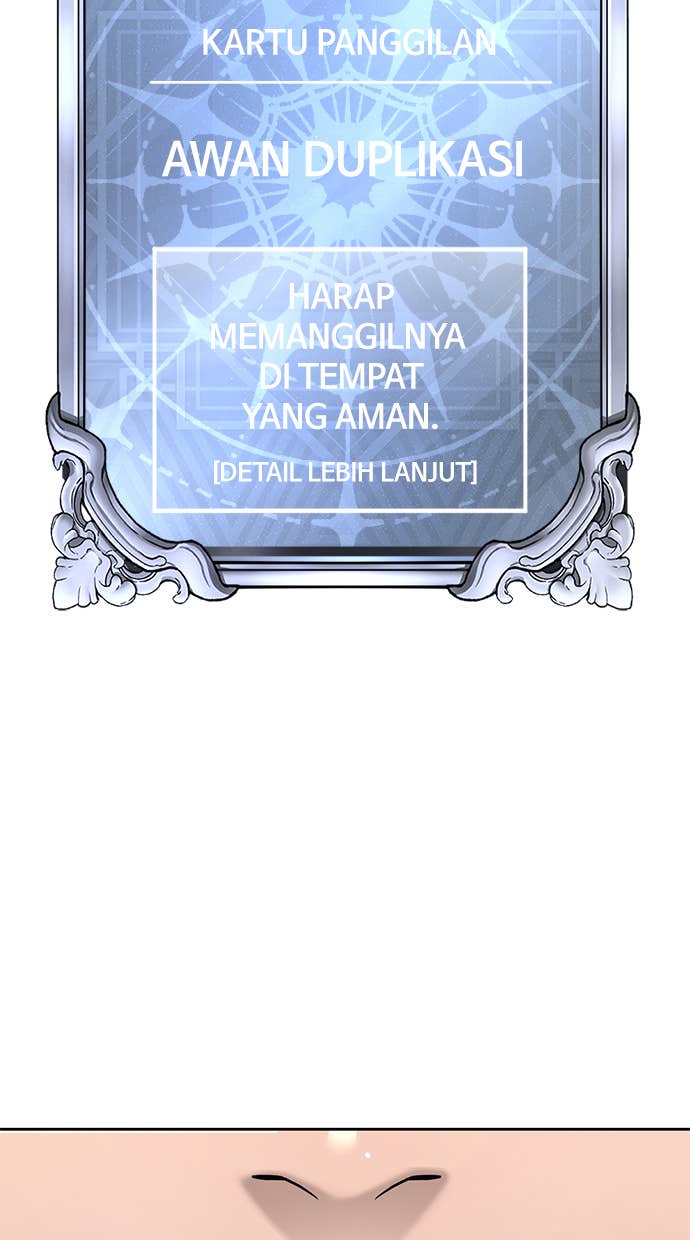 KARTU PANGGILAN
AWAN DUPLIKASI
HARAP
MEMANGGILNYA
DI TEMPAT
YANG AMAN.
[DETAIL LEBIH LANJUT]